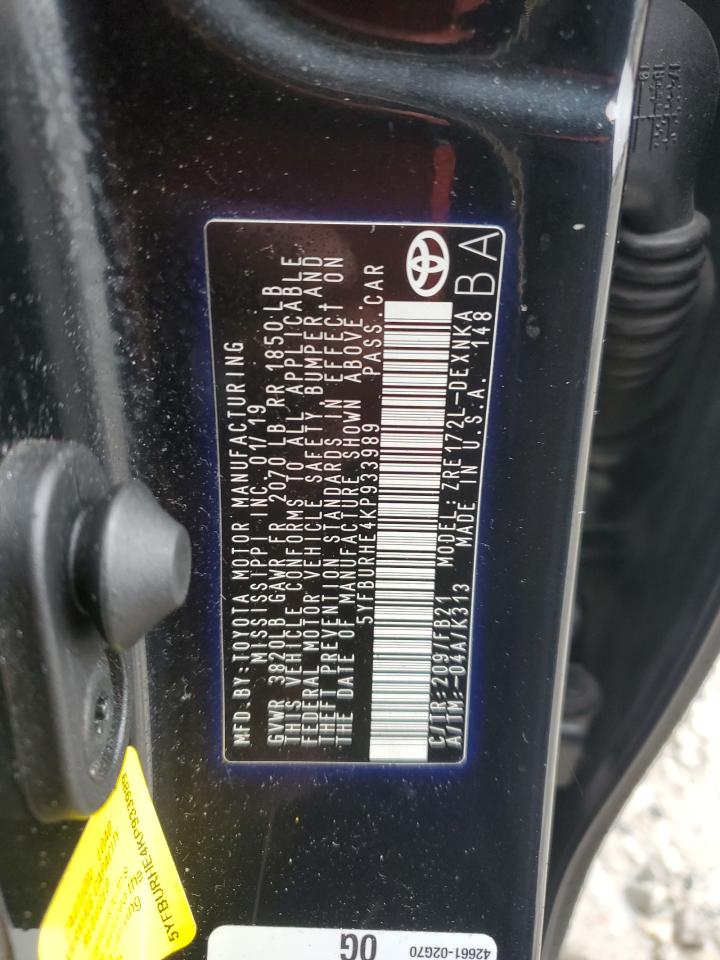 MFD.BY:TOYOTA MOTOR MANUFACTURING
MISSISSIPPI INC. 01/19
GVWR 3820LB GAWR FR 2070 LB RR 1850 LB
THIS VEHICLE CONFORMS TO ALL APPLICABLE
FEDERAL MOTOR VEHICLE SAFETY, BUMPER AND
THEFT PREVENTION STANDARDS IN EFFECT ON
THE DATE OF MANUFACTURE SHOWN ABOVE.
5YFBURHE4KP933989 PASS.CAR
C/TR:209/FB21 MODEL:ZRE172L-DEXNKA
A/TM:-04A/K313 MADE IN U.S.A. 148
BA
5YFBURHE4KP933989
42661-02G70
0G